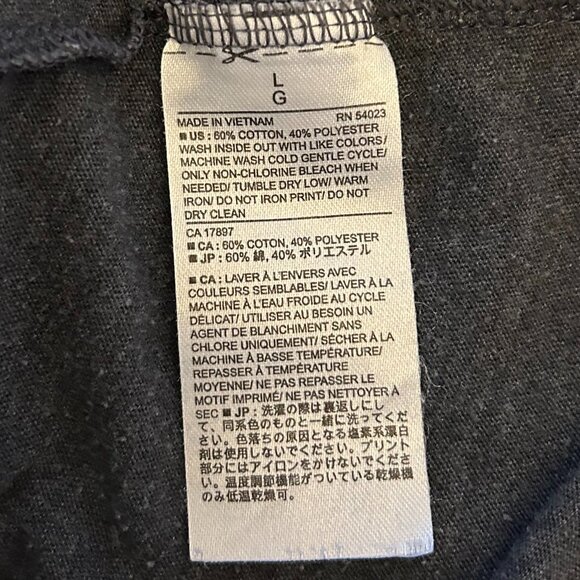 L
G
MADE IN VIETNAM RN 54023
■ US : 60% COTTON, 40% POLYESTER
WASH INSIDE OUT WITH LIKE COLORS/
MACHINE WASH COLD GENTLE CYCLE/
ONLY NON-CHLORINE BLEACH WHEN
NEEDED/ TUMBLE DRY LOW/ WARM
IRON/ DO NOT IRON PRINT/ DO NOT
DRY CLEAN
CA 17897
■ CA : 60% COTON, 40% POLYESTER
■ JP : 60% 綿, 40% ポリエステル
■ CA : LAVER À L'ENVERS AVEC
COULEURS SEMBLABLES/ LAVER À LA
MACHINE À L'EAU FROIDE AU CYCLE
DÉLICAT/ UTILISER AU BESOIN UN
AGENT DE BLANCHIMENT SANS
CHLORE UNIQUEMENT/ SÉCHER À LA
MACHINE À BASSE TEMPÉRATURE/
REPASSER À TEMPÉRATURE
MOYENNE/ NE PAS REPASSER LE
MOTIF IMPRIMÉ/ NE PAS NETTOYER À
SEC ■ JP : 洗濯の際は裏返しにし
て、同系色のものと一緒に洗ってくだ
さい。色落ちの原因となる塩素系漂白
剤は使用しないでください。プリント
部分にはアイロンをかけないでくださ
い。温度調節機能がついている乾燥機
のみ低温乾燥可。